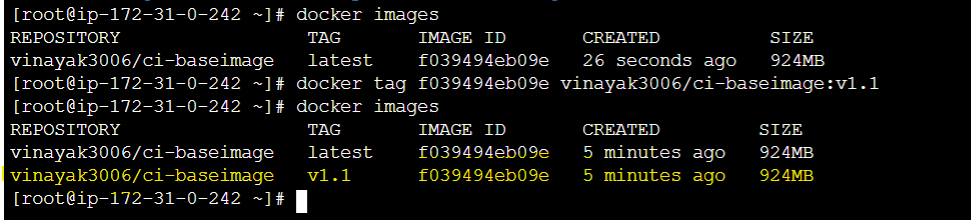 [root@ip-172-31-0-242 ~]# docker images
REPOSITORY TAG IMAGE ID CREATED SIZE
vinayak3006/ci-baseimage latest f039494eb09e 26 seconds ago 924MB
[root@ip-172-31-0-242 ~]# docker tag f039494eb09e vinayak3006/ci-baseimage:v1.1
[root@ip-172-31-0-242 ~]# docker images
REPOSITORY TAG IMAGE ID CREATED SIZE
vinayak3006/ci-baseimage latest f039494eb09e 5 minutes ago 924MB
vinayak3006/ci-baseimage v1.1 f039494eb09e 5 minutes ago 924MB
[root@ip-172-31-0-242 ~]#